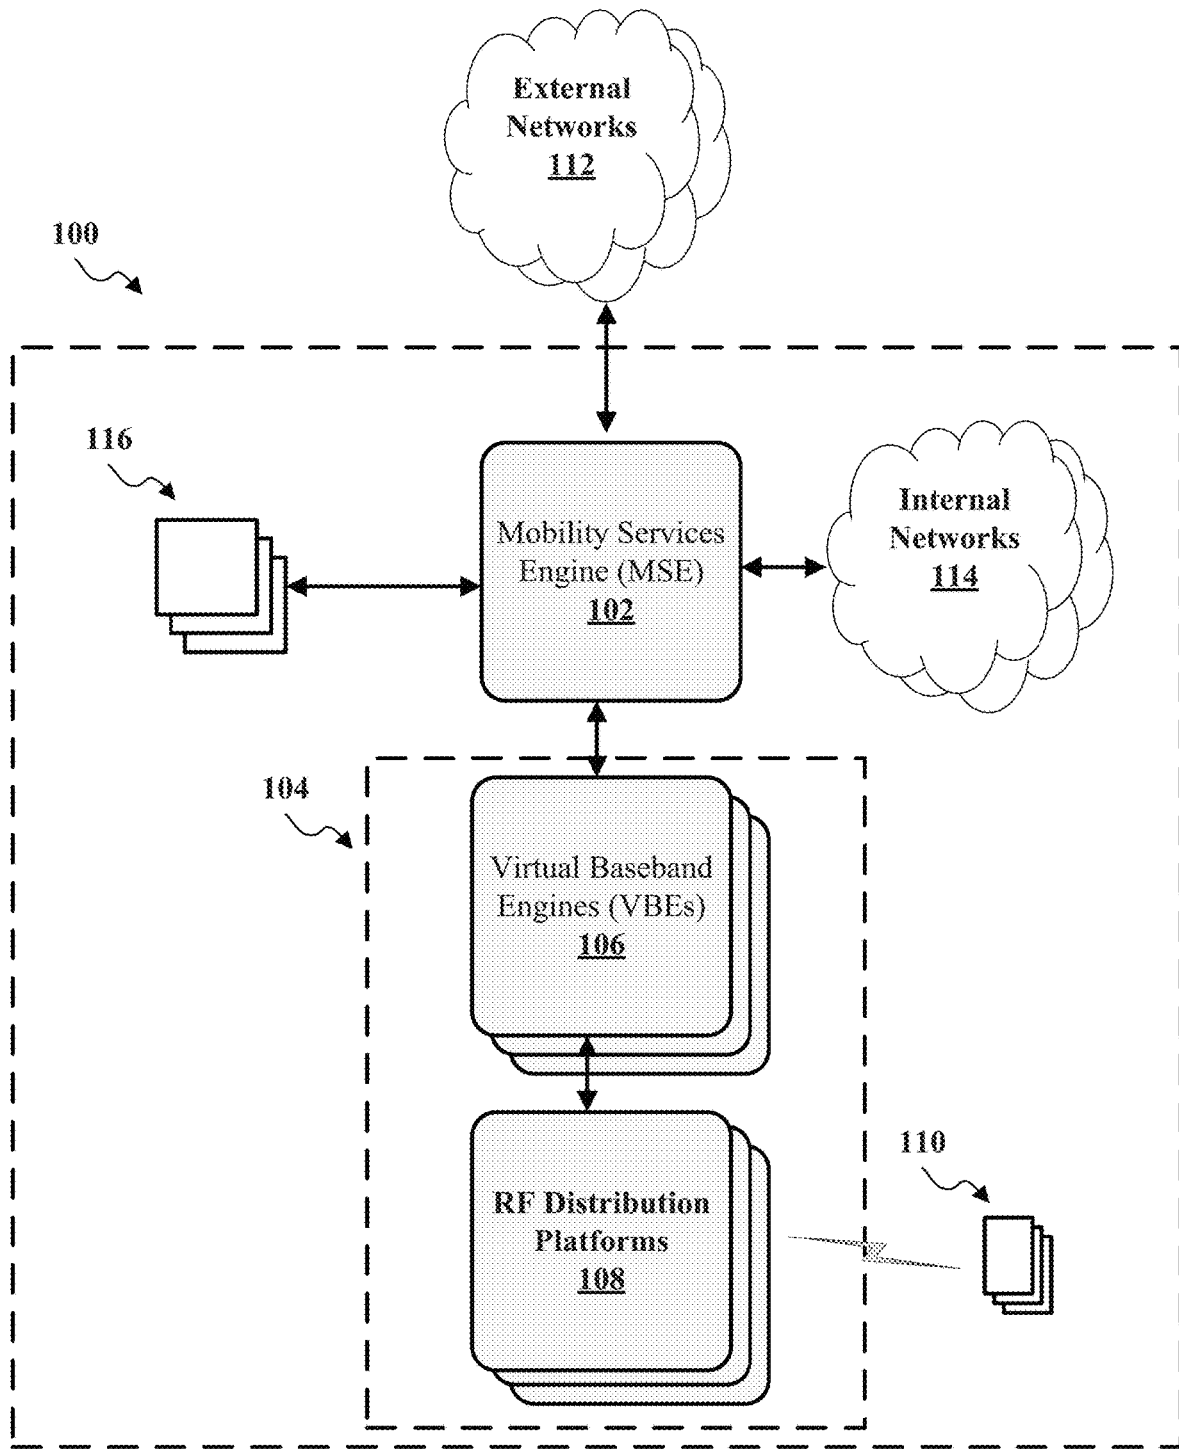 External
Networks
112
100
116
Mobility Services
Engine (MSE)
102
Internal
Networks
114
104
Virtual Baseband
Engines (VBEs)
106
110
RF Distribution
Platforms
108